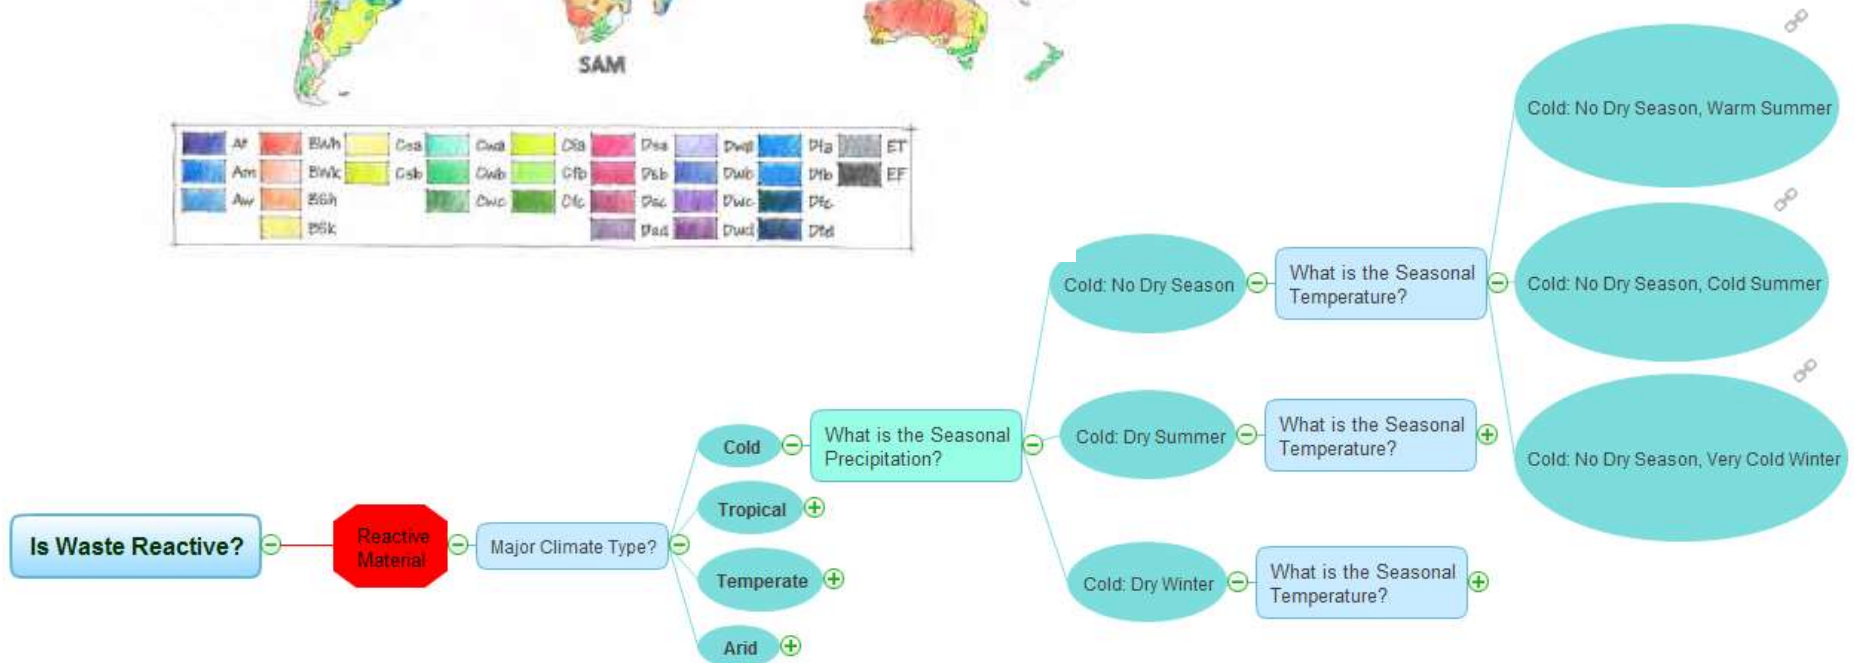 SAM
Af BWh Csa Cwa Cfa Dsa Dwa Dfa ET
Am BWk Csb Cwb Cfb Dsb Dwb Dfb EF
Aw BSh Cwc Cfc Dsc Dwc Dfc
BSk Dsd Dwd Dfd
Cold: No Dry Season, Warm Summer
Cold: No Dry Season
What is the Seasonal
Temperature?
Cold: No Dry Season, Cold Summer
Cold: Dry Summer
What is the Seasonal
Temperature?
Cold: No Dry Season, Very Cold Winter
Cold
What is the Seasonal
Precipitation?
Tropical
Is Waste Reactive?
Reactive
Material
Major Climate Type?
Temperate
Cold: Dry Winter
What is the Seasonal
Temperature?
Arid